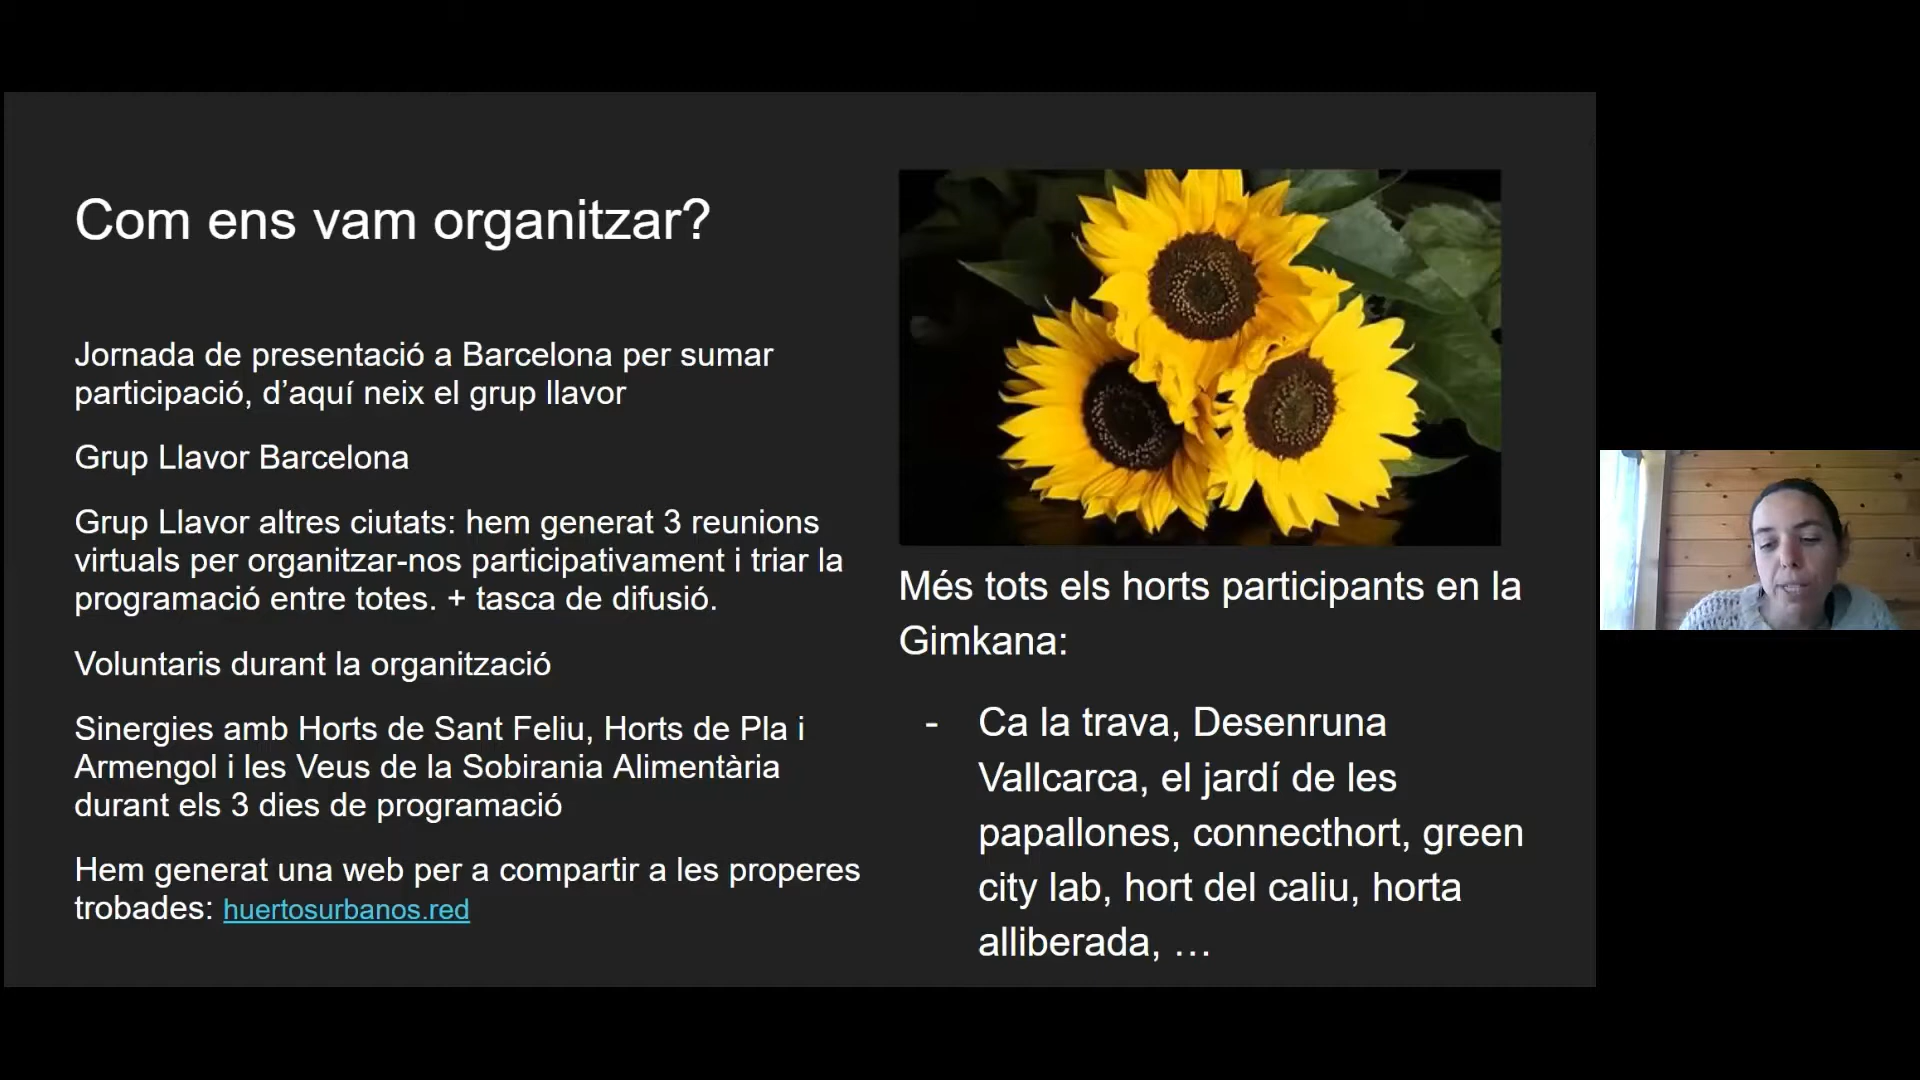 Com ens vam organitzar?
Jornada de presentació a Barcelona per sumar
participació, d’aquí neix el grup llavor
Grup Llavor Barcelona
Grup Llavor altres ciutats: hem generat 3 reunions
virtuals per organitzar-nos participativament i triar la
programació entre totes. + tasca de difusió.
Voluntaris durant la organització
Sinergies amb Horts de Sant Feliu, Horts de Pla i
Armengol i les Veus de la Sobirania Alimentària
durant els 3 dies de programació
Hem generat una web per a compartir a les properes
trobades: huertosurbanos.red
Més tots els horts participants en la
Gimkana:
- Ca la trava, Desenruna
Vallcarca, el jardí de les
papallones, connecthort, green
city lab, hort del caliu, horta
alliberada, …